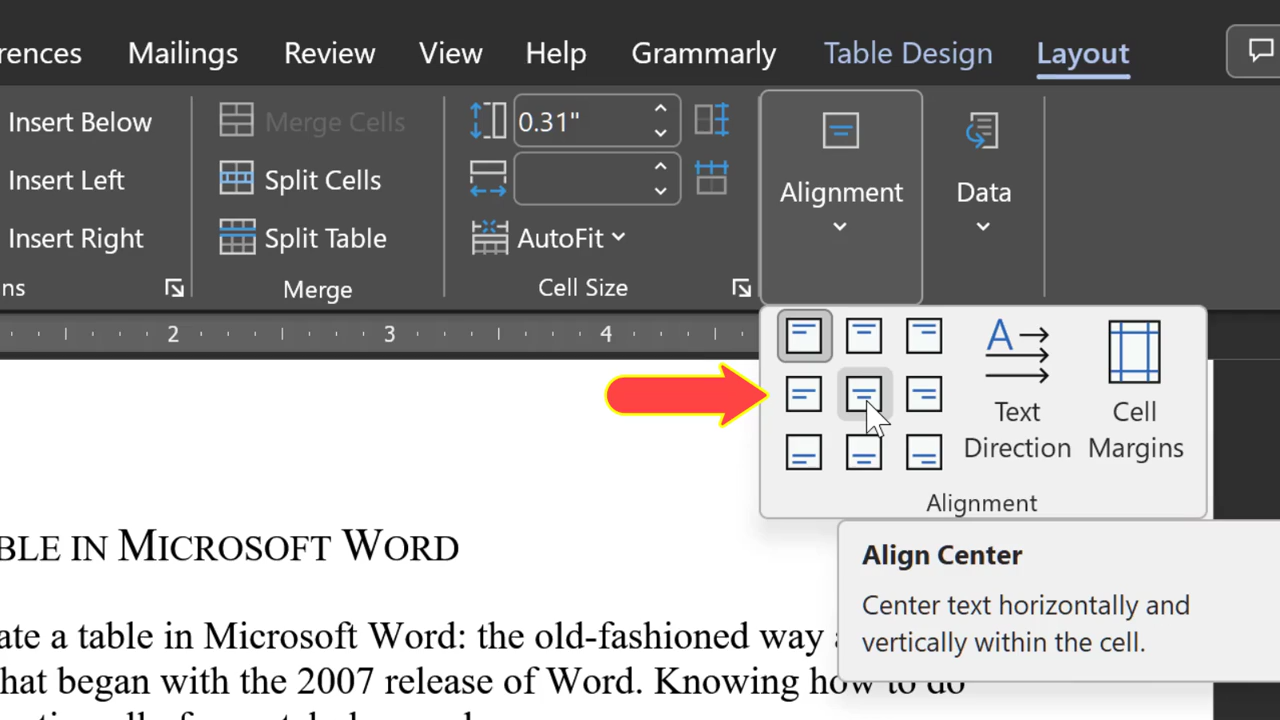 rences Mailings Review View Help Grammarly Table Design Layout
Insert Below Merge Cells 0.31"
Insert Left Split Cells Alignment Data
Insert Right Split Table AutoFit
ns Merge Cell Size
2 3 4
Text Direction
Cell Margins
Alignment
BLE IN MICROSOFT WORD
Align Center
Center text horizontally and
vertically within the cell.
ate a table in Microsoft Word: the old-fashioned way
hat began with the 2007 release of Word. Knowing how to do